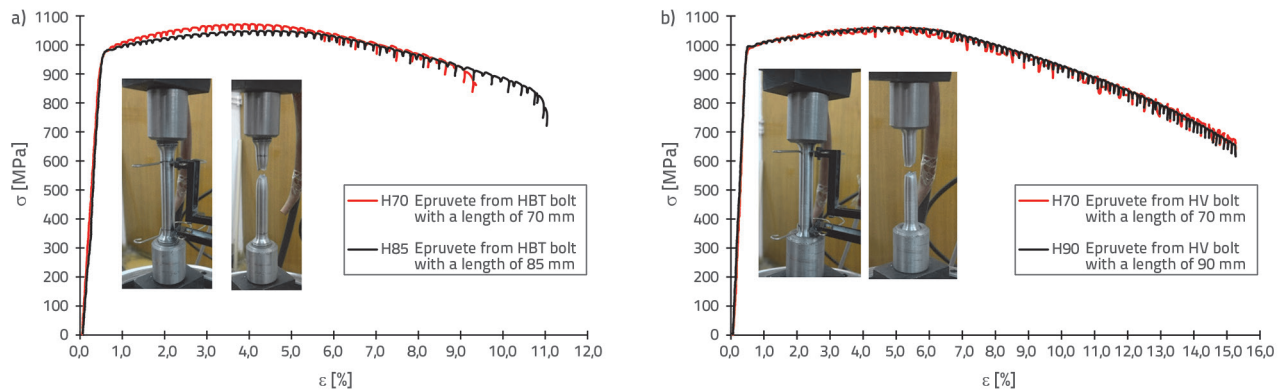 a)
1100
1000
900
800
700
600
500
400
300
200
100
0
σ [MPa]
0,0 1,0 2,0 3,0 4,0 5,0 6,0 7,0 8,0 9,0 10,0 11,0 12,0
ε [%]
H70 Epruvete from HBT bolt
with a length of 70 mm
H85 Epruvete from HBT bolt
with a length of 85 mm
b)
1100
1000
900
800
700
600
500
400
300
200
100
0
σ [MPa]
0,0 1,0 2,0 3,0 4,0 5,0 6,0 7,0 8,0 9,0 10,0 11,0 12,0 13,0 14,0 15,0 16,0
ε [%]
H70 Epruvete from HV bolt
with a length of 70 mm
H90 Epruvete from HV bolt
with a length of 90 mm